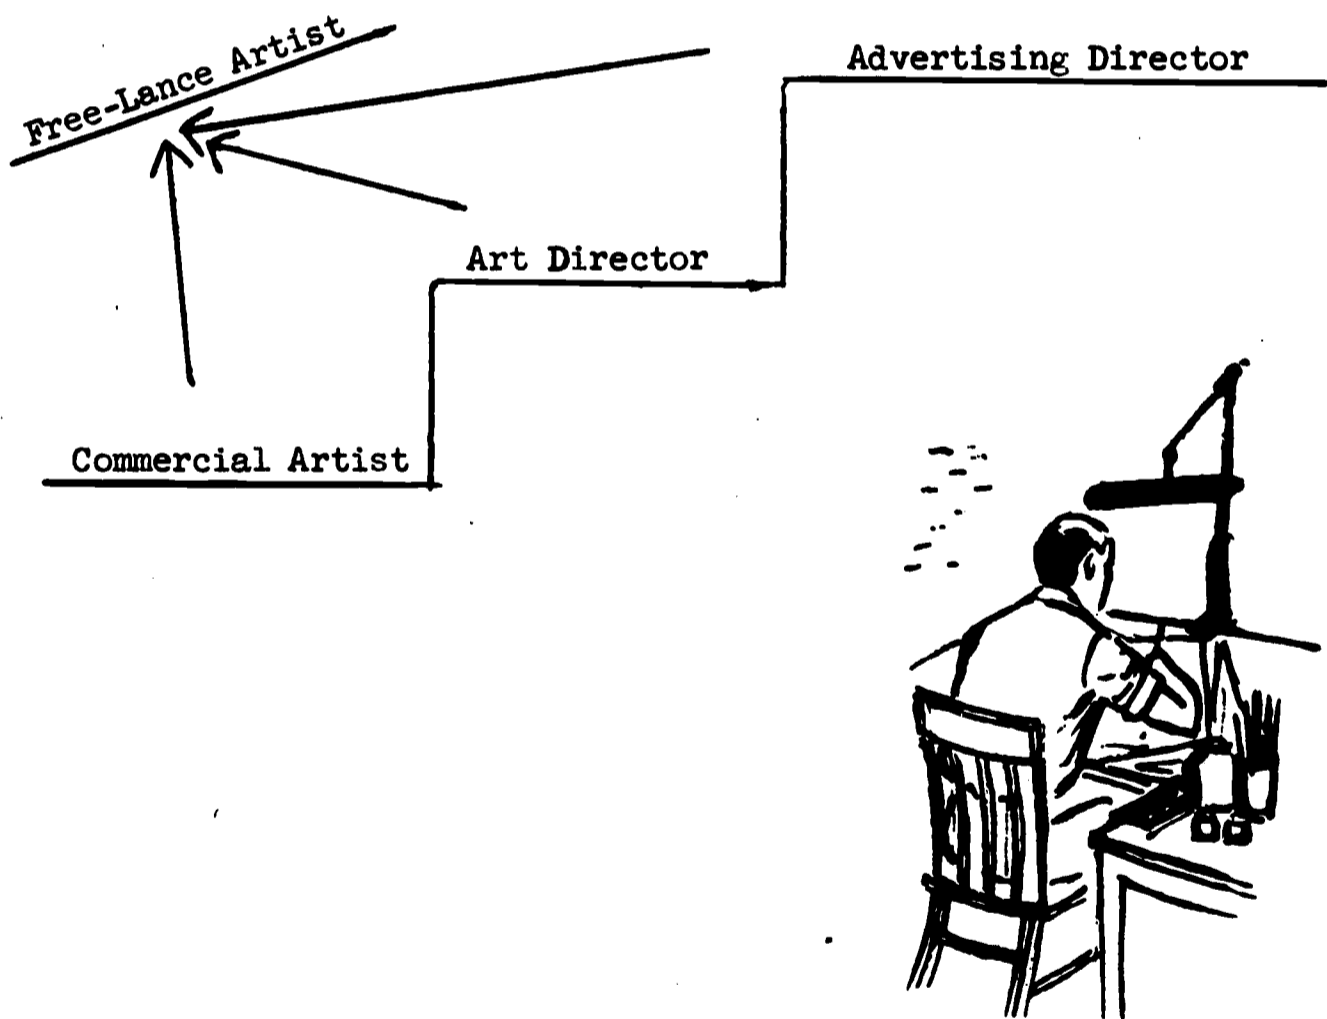 Free-Lance Artist
Advertising Director
Art Director
Commercial Artist